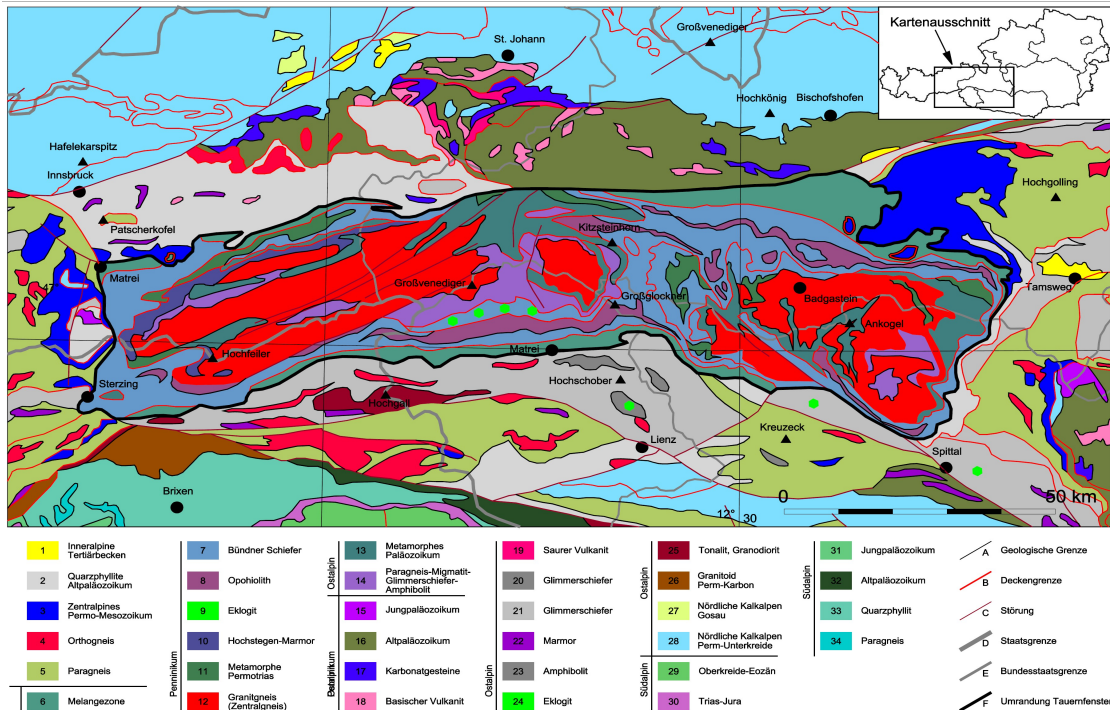 Kartenausschnitt
St. Johann
Großvenediger
Hochkönig
Bischofshofen
Hafelekarspitz
Innsbruck
Patscherkofel
Hochgolling
Matrei
47
Kitzsteinhorn
Großvenediger
Großglockner
Badgastein
Ankogel
Tamsweg
Hochfeiler
Matrei
Sterzing
Hochgall
Hochschober
Kreuzeck
Lienz
Spittal
Brixen
0
50 km
12°
30
1
Inneralpine
Tertiärbecken
2
Quarzphyllite
Altpaläozoikum
3
Zentralpines
Permo-Mesozoikum
4
Orthogneis
5
Paragneis
6
Melangezone
Penninikum
7
Bündner Schiefer
8
Opohiolith
9
Eklogit
10
Hochstegen-Marmor
11
Metamorphe
Permotrias
12
Granitgneis
(Zentralgneis)
Ostalpin
13
Metamorphes
Paläozoikum
14
Paragneis-Migmatit-
Glimmerschiefer-
Amphibolit
15
Jungpaläozoikum
16
Altpaläozoikum
17
Karbonatgesteine
18
Basischer Vulkanit
Ostalpin
19
Saurer Vulkanit
20
Glimmerschiefer
21
Glimmerschiefer
22
Marmor
23
Amphibolit
24
Eklogit
Ostalpin
25
Tonalit, Granodiorit
26
Granitoid
Perm-Karbon
27
Nördliche Kalkalpen
Gosau
28
Nördliche Kalkalpen
Perm-Unterkreide
Südalpin
29
Oberkreide-Eozän
30
Trias-Jura
Südalpin
31
Jungpaläozoikum
32
Altpaläozoikum
33
Quarzphyllit
34
Paragneis
A
Geologische Grenze
B
Deckengrenze
C
Störung
D
Staatsgrenze
E
Bundesstaatsgrenze
F
Umrandung Tauernfenster